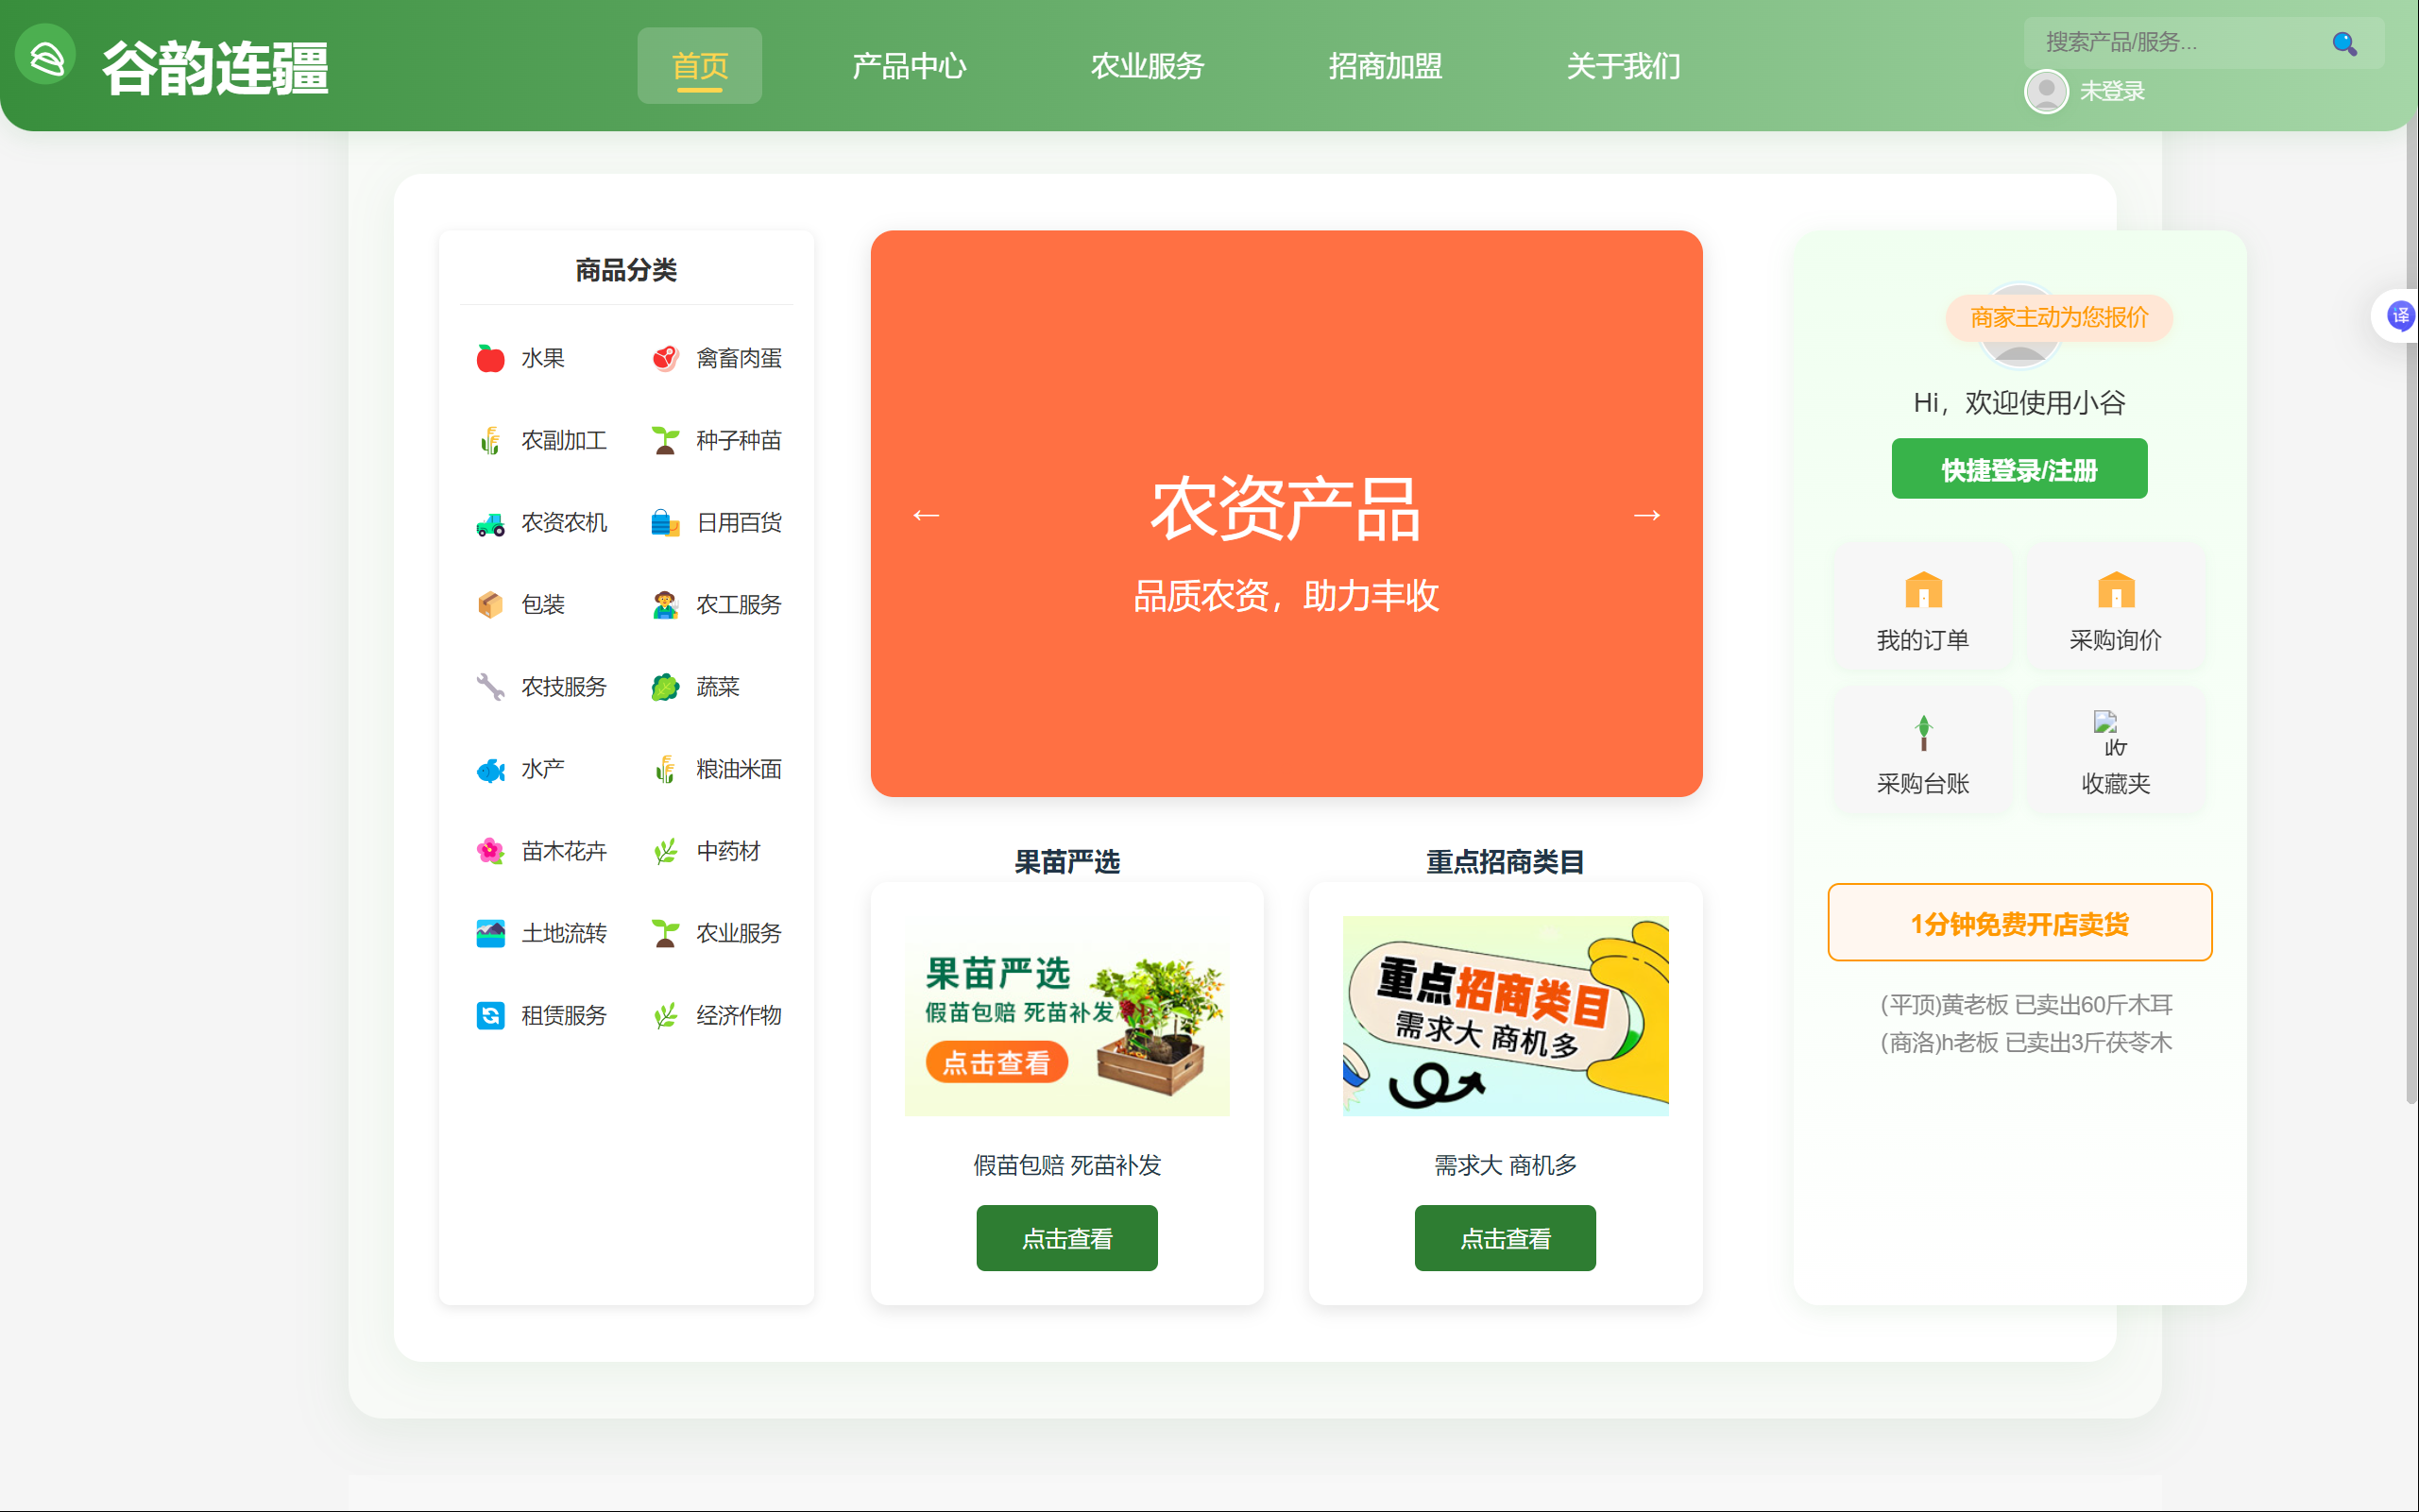 谷韵连疆
首页
产品中心
农业服务
招商加盟
关于我们
搜索产品/服务...
未登录
译
商品分类
水果
禽畜肉蛋
农副加工
种子种苗
农资农机
日用百货
包装
农工服务
农技服务
蔬菜
水产
粮油米面
苗木花卉
中药材
土地流转
农业服务
租赁服务
经济作物
←
农资产品
→
品质农资，助力丰收
果苗严选
果苗严选
假苗包赔 死苗补发
点击查看
假苗包赔 死苗补发
点击查看
重点招商类目
重点招商类目
需求大 商机多
需求大 商机多
点击查看
商家主动为您报价
Hi，欢迎使用小谷
快捷登录/注册
我的订单
采购询价
采购台账
收
收藏夹
1分钟免费开店卖货
(平顶)黄老板 已卖出60斤木耳
(商洛)h老板 已卖出3斤茯苓木